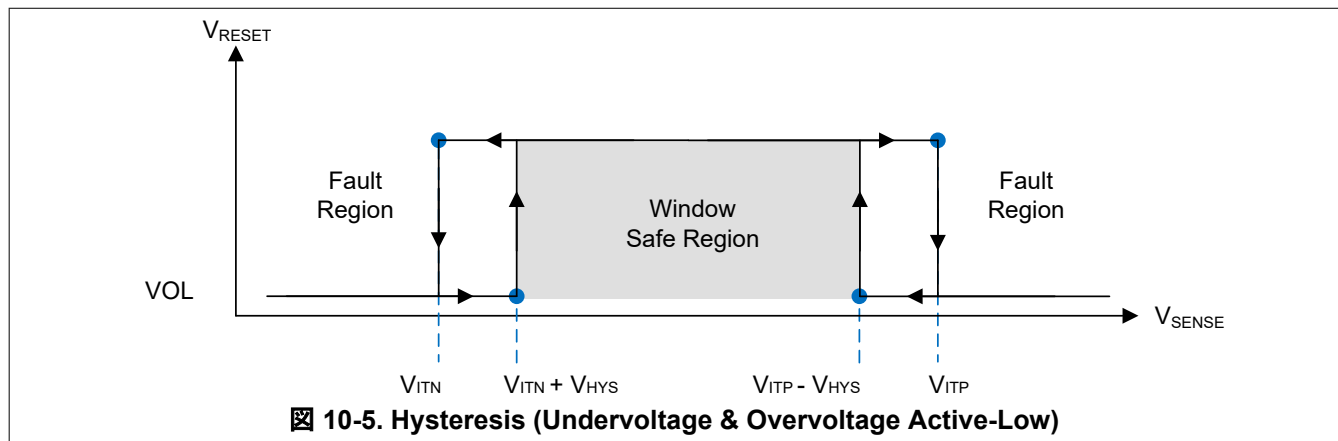 VRESET
Fault
Region
Window
Safe Region
Fault
Region
VOL
VSENSE
VITN
VITN + VHYS
VITP - VHYS
VITP
図 10-5. Hysteresis (Undervoltage & Overvoltage Active-Low)